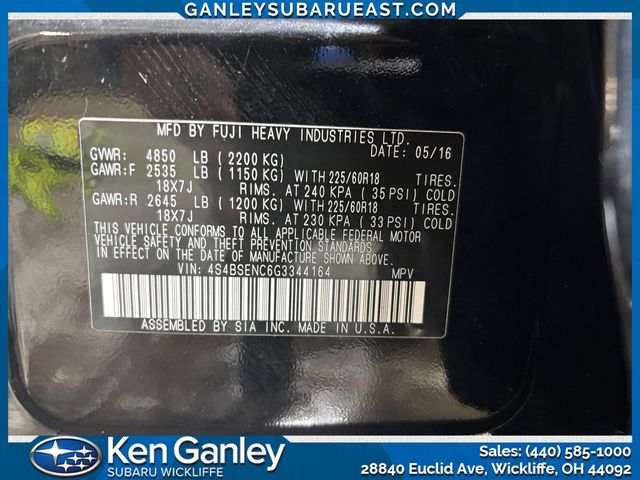 GANLEYSUBARUEAST.COM
MFD BY FUJI HEAVY INDUSTRIES LTD.
GVWR: 4850 LB (2200 KG) DATE: 05/16
GAWR:F 2535 LB (1150 KG) WITH 225/60R18 TIRES.
18X7J RIMS. AT 240 KPA (35 PSI) COLD
GAWR:R 2645 LB (1200 KG) WITH 225/60R18 TIRES.
18X7J RIMS. AT 230 KPA (33 PSI) COLD
THIS VEHICLE CONFORMS TO ALL APPLICABLE FEDERAL MOTOR
VEHICLE SAFETY AND THEFT PREVENTION STANDARDS
IN EFFECT ON THE DATE OF MANUFACTURE SHOWN ABOVE.
VIN: 4S4BSENC6G3344164 MPV
ASSEMBLED BY SIA INC. MADE IN U.S.A.
Ken Ganley
SUBARU WICKLIFFE
Sales: (440) 585-1000
28840 Euclid Ave, Wickliffe, OH 44092